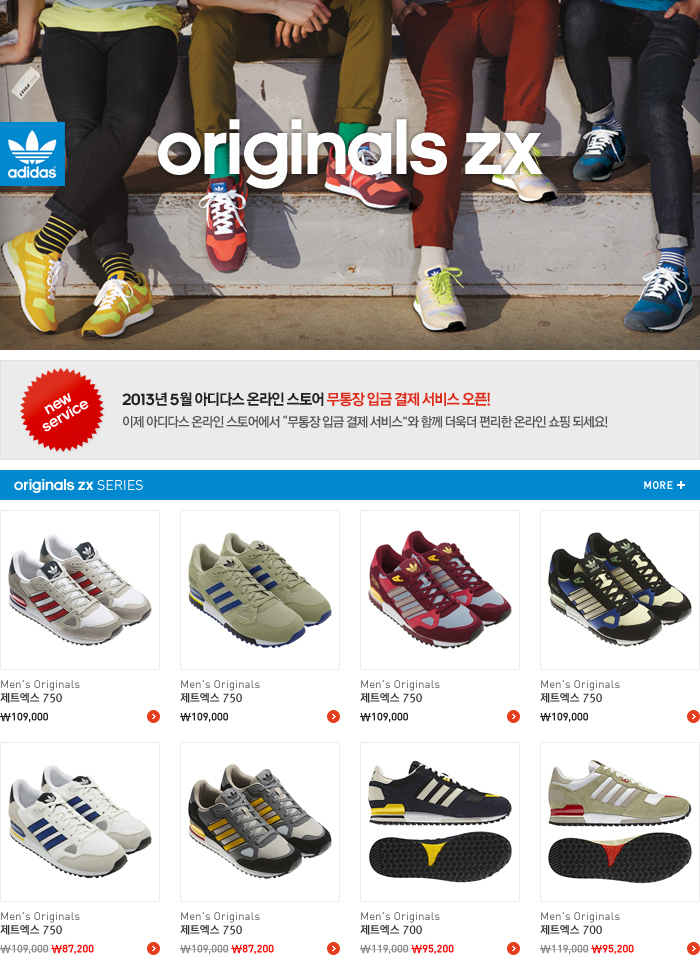 CYCLE
adidas
originals zx
new
service
2013년 5월 아디다스 온라인 스토어 무통장 입금 결제 서비스 오픈!
이제 아디다스 온라인 스토어에서 “무통장 입금 결제 서비스”와 함께 더욱더 편리한 온라인 쇼핑 되세요!
originals zx SERIES
MORE +
Men's Originals
제트엑스 750
₩109,000
Men's Originals
제트엑스 750
₩109,000
Men's Originals
제트엑스 750
₩109,000
Men's Originals
제트엑스 750
₩109,000
Men's Originals
제트엑스 750
₩109,000 ₩87,200
Men's Originals
제트엑스 750
₩109,000 ₩87,200
Men's Originals
제트엑스 700
₩119,000 ₩95,200
Men's Originals
제트엑스 700
₩119,000 ₩95,200